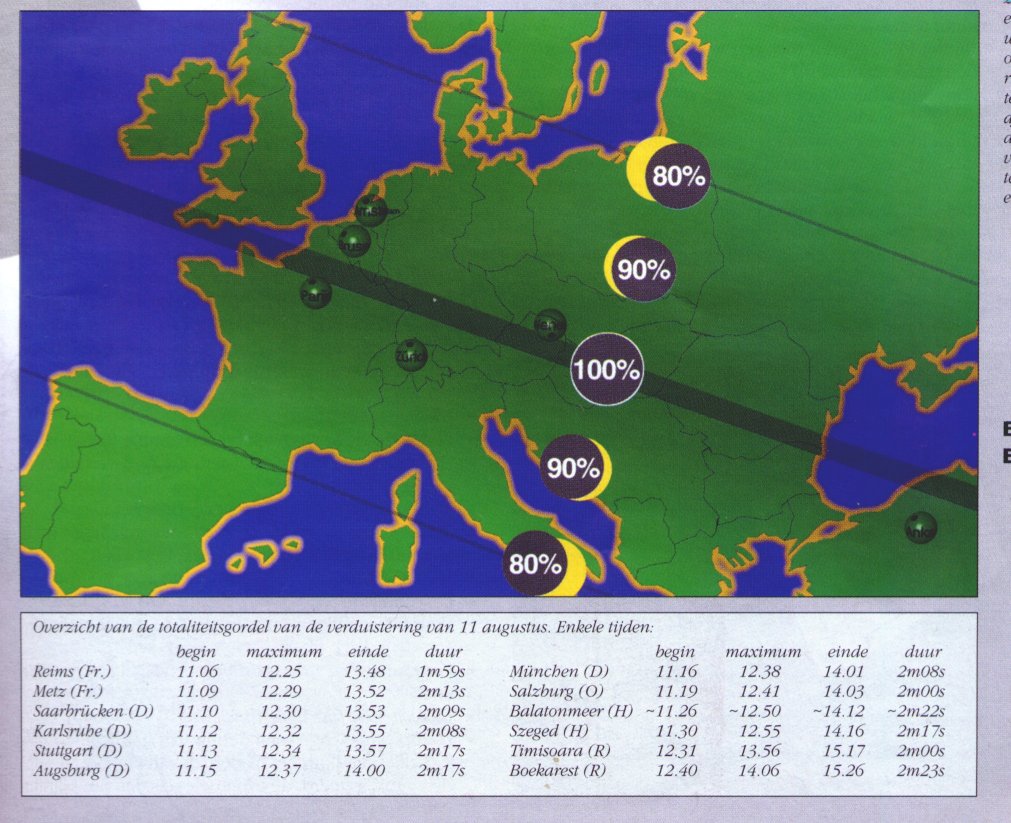 80%
90%
100%
90%
80%
Overzicht van de totaliteitsgordel van de verduistering van 11 augustus. Enkele tijden:
begin maximum einde duur begin maximum einde duur
Reims (Fr.) 11.06 12.25 13.48 1m59s München (D) 11.16 12.38 14.01 2m08s
Metz (Fr.) 11.09 12.29 13.52 2m13s Salzburg (O) 11.19 12.41 14.03 2m00s
Saarbrücken (D) 11.10 12.30 13.53 2m09s Balatonmeer (H) ~11.26 ~12.50 ~14.12 ~2m22s
Karlsruhe (D) 11.12 12.32 13.55 2m08s Szeged (H) 11.30 12.55 14.16 2m17s
Stuttgart (D) 11.13 12.34 13.57 2m17s Timisoara (R) 12.31 13.56 15.17 2m00s
Augsburg (D) 11.15 12.37 14.00 2m17s Boekarest (R) 12.40 14.06 15.26 2m23s